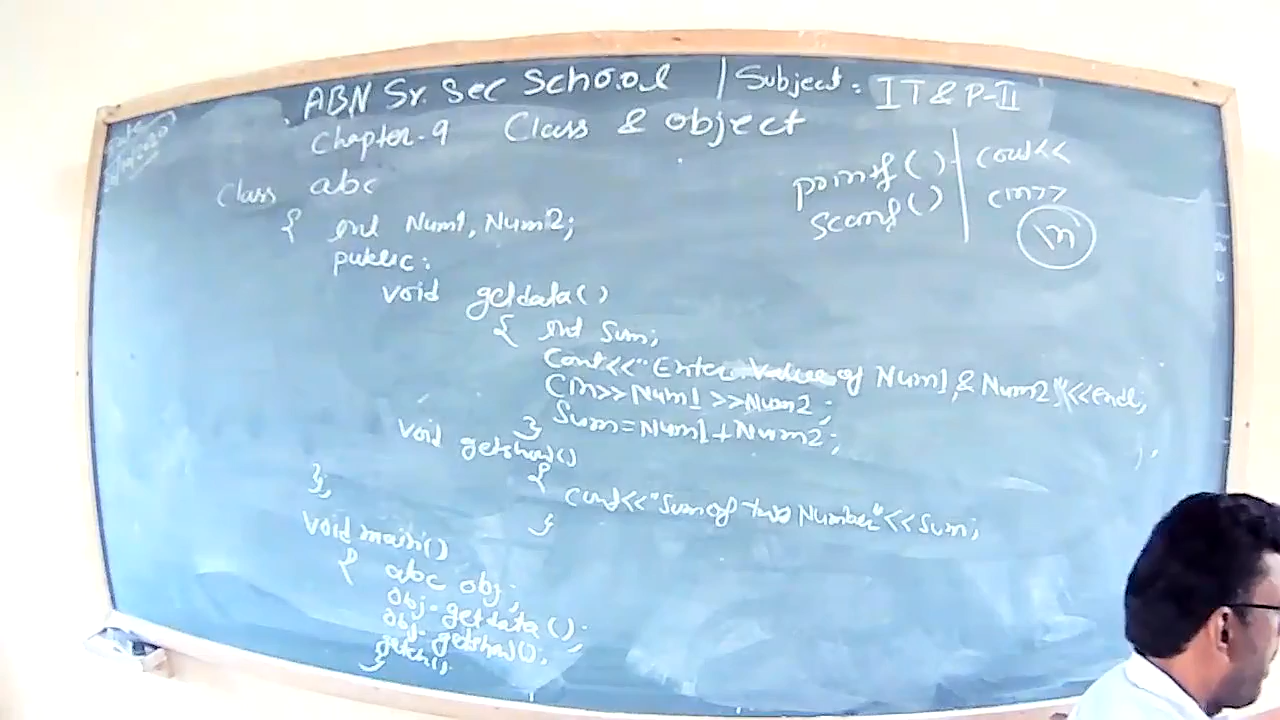 ABN Sr. Sec School | Subject: IT & P-II
Chapter-9 Class & object
printf() | cout<<
scanf() | cin>>
\n
Class abc
{ int Num1, Num2;
public:
void getdata()
{ int Sum;
Cout<<"Enter Value of Num1 & Num2"<<endl;
Cin>>Num1>>Num2;
Sum=Num1+Num2;
}
void getshow()
{
Cout<<"Sum of two Number"<<Sum;
}
};
Void main()
{ abc obj;
obj.getdata();
obj.getshow();
getch();
}